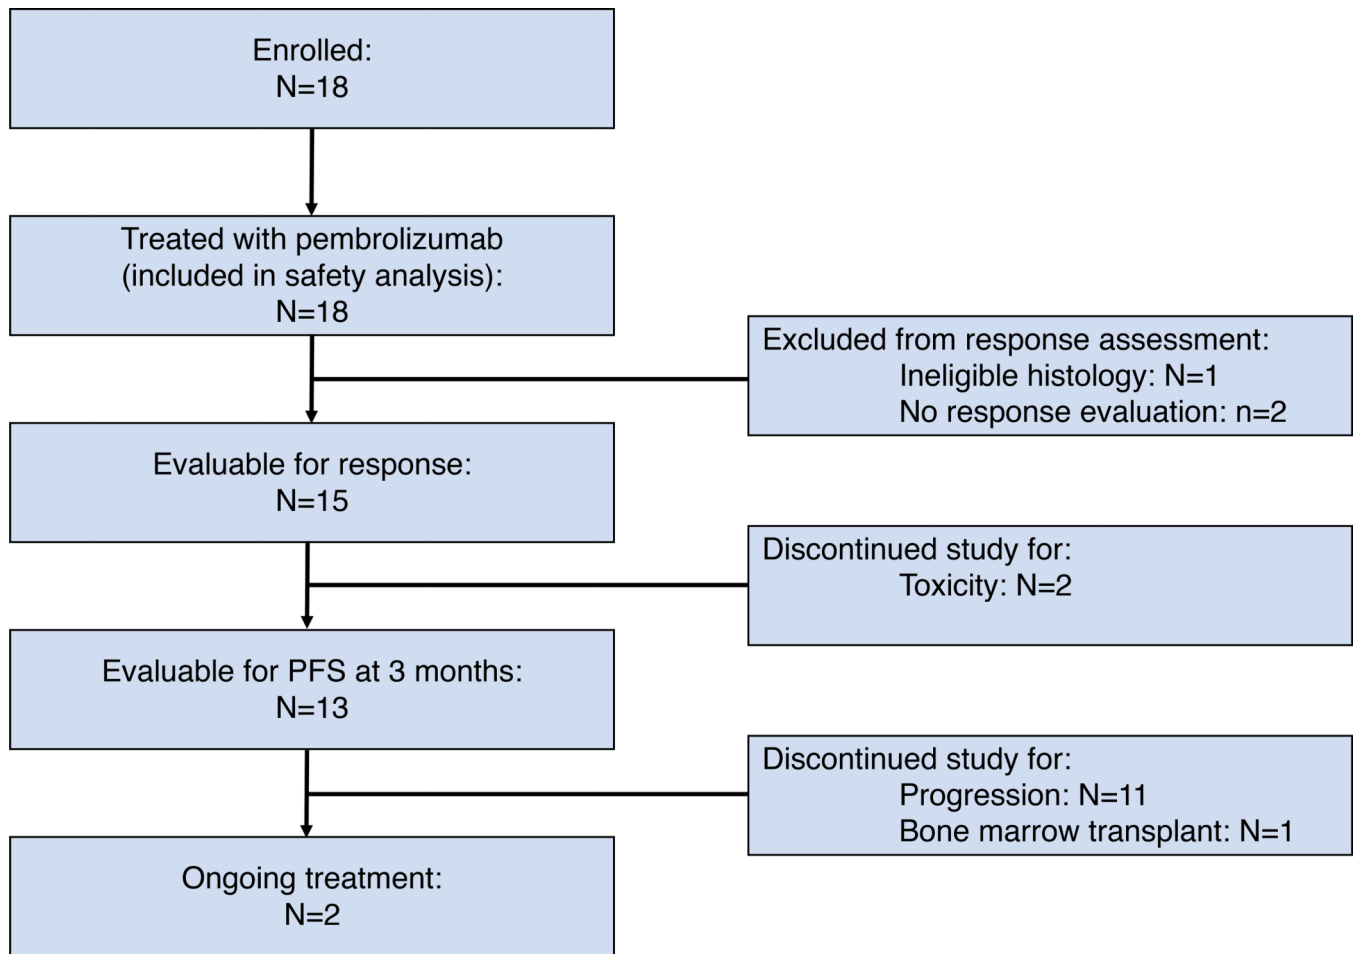 Enrolled:
N=18
Treated with pembrolizumab
(included in safety analysis):
N=18
Excluded from response assessment:
Ineligible histology: N=1
No response evaluation: n=2
Evaluable for response:
N=15
Discontinued study for:
Toxicity: N=2
Evaluable for PFS at 3 months:
N=13
Discontinued study for:
Progression: N=11
Bone marrow transplant: N=1
Ongoing treatment:
N=2